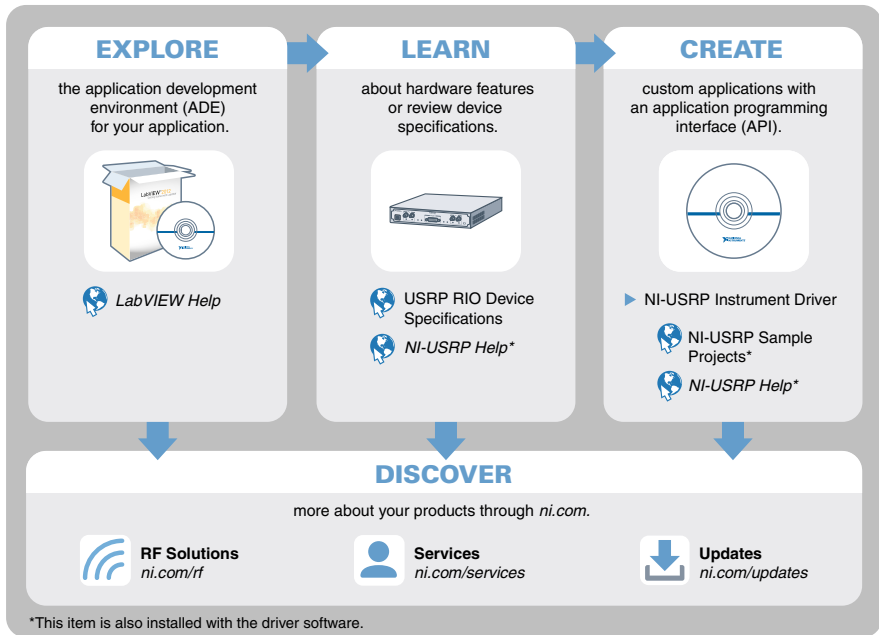 EXPLORE
the application development
environment (ADE)
for your application.
LabVIEW
LabVIEW Help
LEARN
about hardware features
or review device
specifications.
USRP RIO Device
Specifications
NI-USRP Help*
CREATE
custom applications with
an application programming
interface (API).
NI-USRP Instrument Driver
NI-USRP Sample
Projects*
NI-USRP Help*
DISCOVER
more about your products through ni.com.
RF Solutions
ni.com/rf
Services
ni.com/services
Updates
ni.com/updates
*This item is also installed with the driver software.